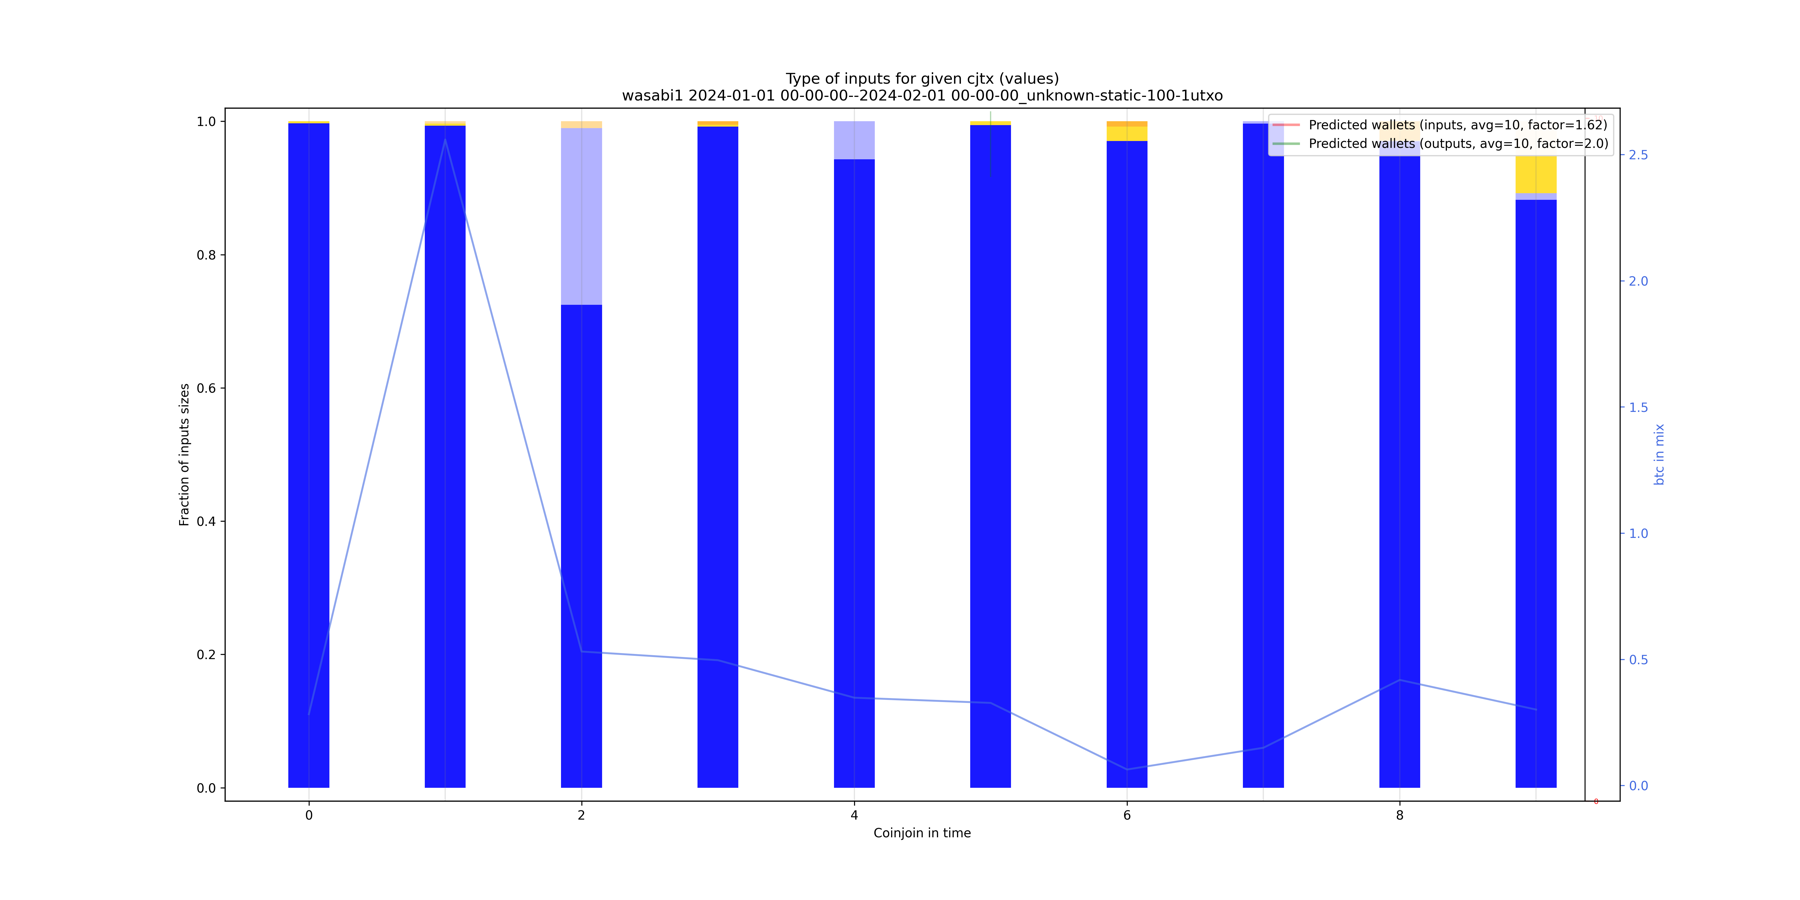 Type of inputs for given cjtx (values)
wasabi1 2024-01-01 00-00-00--2024-02-01 00-00-00_unknown-static-100-1utxo
Predicted wallets (inputs, avg=10, factor=1.62)
Predicted wallets (outputs, avg=10, factor=2.0)
Fraction of inputs sizes
1.0
0.8
0.6
0.4
0.2
0.0
2.5
2.0
1.5
1.0
0.5
0.0
btc in mix
0
0 2 4 6 8
Coinjoin in time